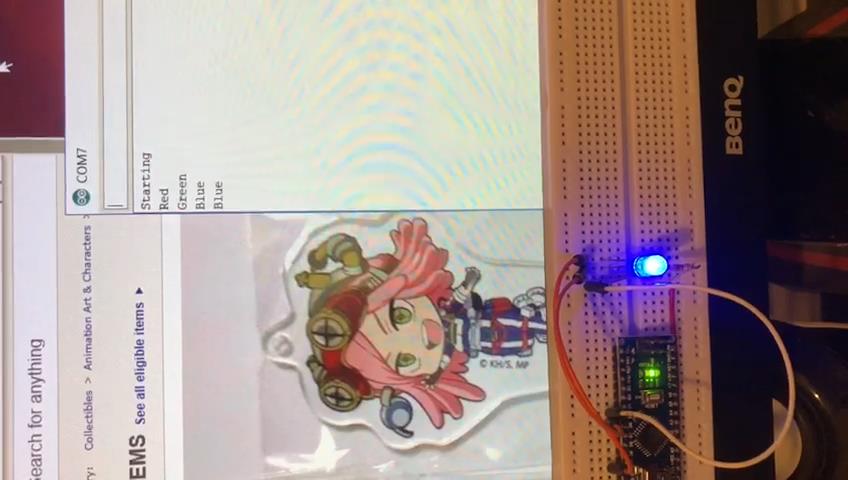 COM7
Starting
Red
Green
Blue
Blue
Search for anything
Collectibles > Animation Art & Characters >
EMS See all eligible items ▸
© KH/S, MP
BenQ